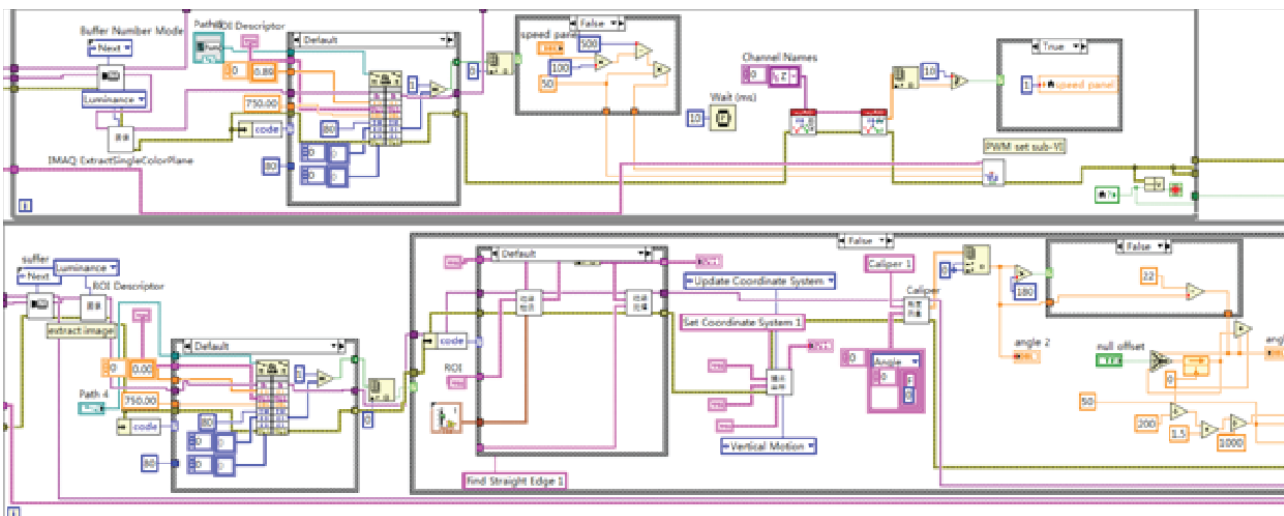 Buffer Number Mode
Next
Luminance
IMAQ ExtractSingleColorPlane
ROI Descriptor
0
0.89
750.00
code
80
Default
1
80
0
0
0
False
speed panel
500
100
50
Channel Names
0
Wait (ms)
10
10
True
1
speed panel
PWM set sub-VI
i
suffer
Next
Luminance
ROI Descriptor
extract image
0
0.00
Path 4
750.00
code
80
Default
1
80
0
0
0
False
code
ROI
Default
Find Straight Edge 1
Update Coordinate System
Set Coordinate System 1
Vertical Motion
Caliper 1
Caliper
0
Angle
0
0
0
180
angle 2
False
22
null offset
0
50
200
1.5
1000
i